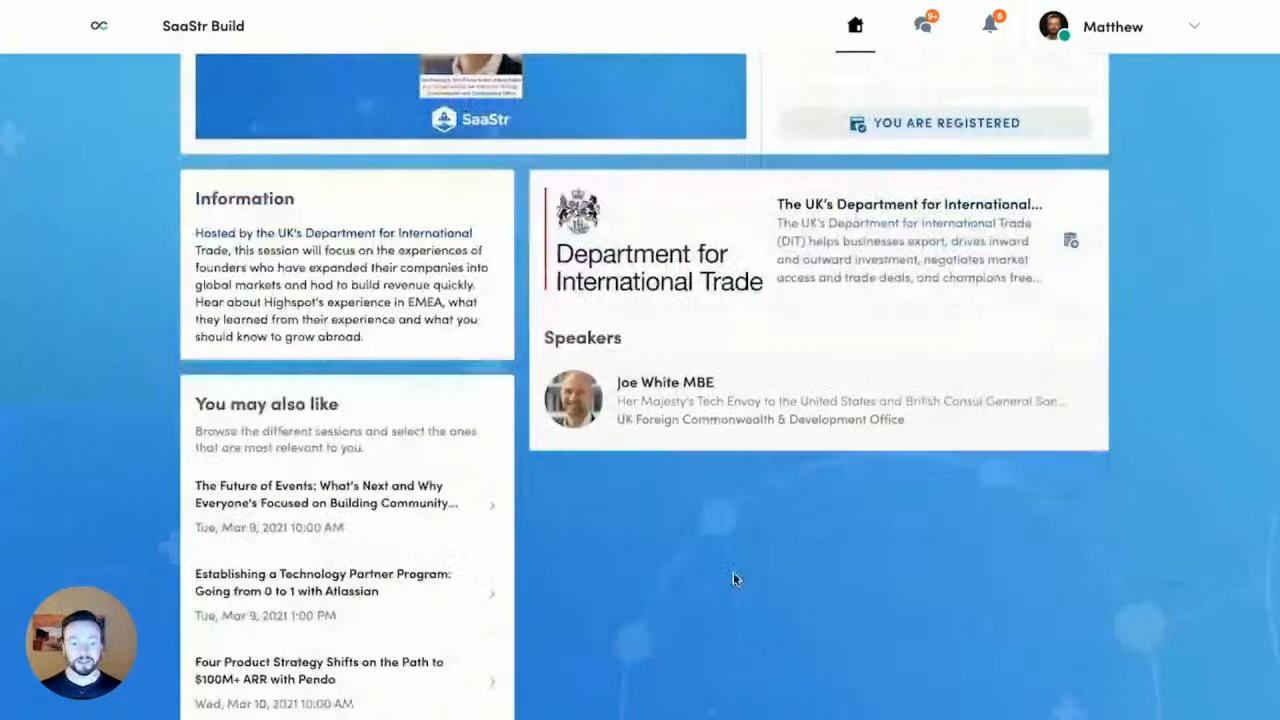 SaaStr Build
9+
6
Matthew
SaaStr
YOU ARE REGISTERED
Information
Hosted by the UK's Department for International
Trade, this session will focus on the experiences of
founders who have expanded their companies into
global markets and had to build revenue quickly.
Hear about Highspot's experience in EMEA, what
they learned from their experience and what you
should know to grow abroad.
Department for
International Trade
The UK's Department for International...
The UK's Department for International Trade
(DIT) helps businesses export, drives inward
and outward investment, negotiates market
access and trade deals, and champions free...
Speakers
Joe White MBE
Her Majesty's Tech Envoy to the United States and British Consul General San...
UK Foreign Commonwealth & Development Office
You may also like
Browse the different sessions and select the ones
that are most relevant to you.
The Future of Events: What's Next and Why
Everyone's Focused on Building Community...
Tue, Mar 9, 2021 10:00 AM
Establishing a Technology Partner Program:
Going from 0 to 1 with Atlassian
Tue, Mar 9, 2021 1:00 PM
Four Product Strategy Shifts on the Path to
$100M+ ARR with Pendo
Wed, Mar 10, 2021 10:00 AM